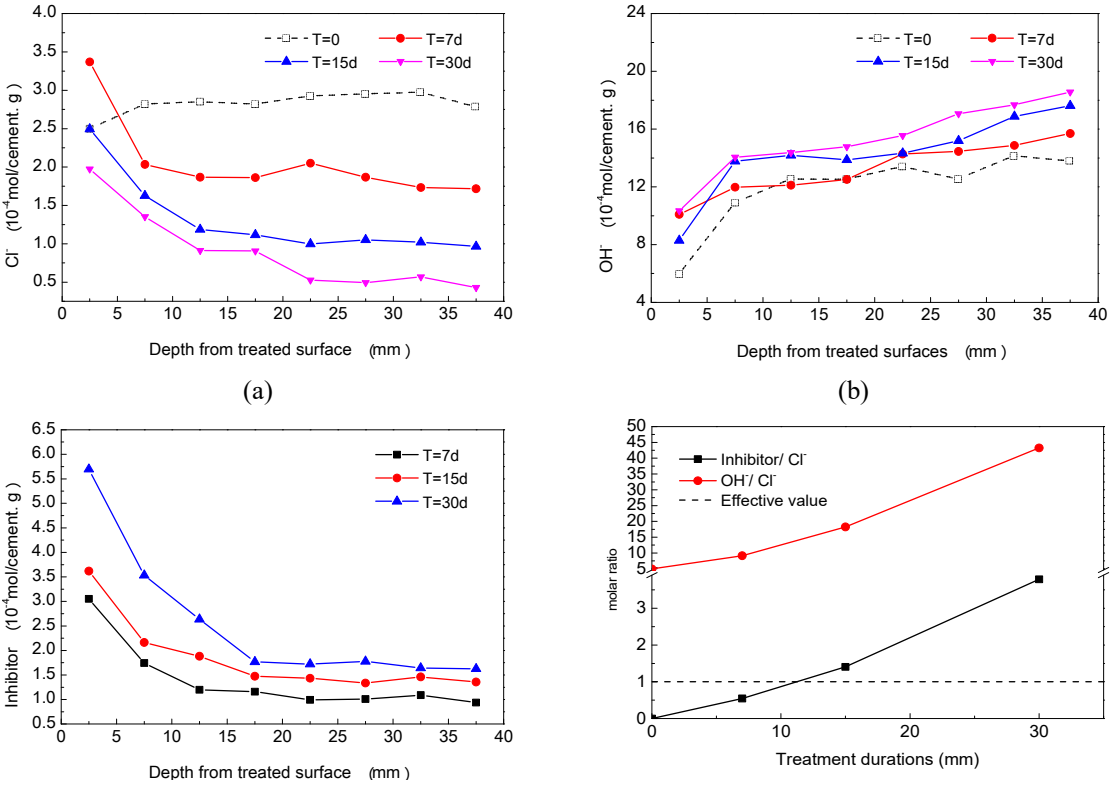 4.0
3.5
3.0
2.5
2.0
1.5
1.0
0.5
Cl⁻ (10⁻⁴mol/cement. g)
T=0 T=7d
T=15d T=30d
0 5 10 15 20 25 30 35 40
Depth from treated surface (mm )
(a)
24
20
16
12
8
4
OH⁻ (10⁻⁴mol/cement. g)
T=0 T=7d
T=15d T=30d
0 5 10 15 20 25 30 35 40
Depth from treated surfaces (mm )
(b)
6.5
6.0
5.5
5.0
4.5
4.0
3.5
3.0
2.5
2.0
1.5
1.0
0.5
Inhibitor (10⁻⁴mol/cement. g)
T=7d
T=15d
T=30d
0 5 10 15 20 25 30 35 40
Depth from treated surface (mm )
50
45
40
35
30
25
20
15
10
5
3
2
1
0
molar ratio
Inhibitor/ Cl⁻
OH⁻/ Cl⁻
Effective value
0 10 20 30
Treatment durations (mm)